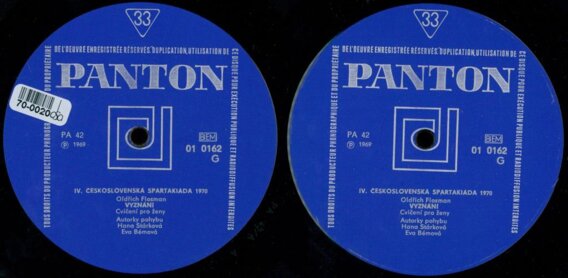 33
DE L'OEUVRE ENREGISTRÉE RÉSERVÉS. DUPLICATION, UTILISATION DE
TOUS DROITS DU PRODUCTEUR PHONOGRAPHIQUE ET DU PROPRIÉTAIRE
CE DISQUE POUR EXÉCUTION PUBLIQUE ET RADIODIFFUSION INTERDITES
PANTON
70-00200
PA 42
Ⓟ 1969
BIEM
01 0162
G
IV. ČESKOSLOVENSKÁ SPARTAKIÁDA 1970
Oldřich Flosman
VYZNÁNÍ
Cvičení pro ženy
Autorky pohybu
Hana Stárková
Eva Bémová
33
DE L'OEUVRE ENREGISTRÉE RÉSERVÉS. DUPLICATION, UTILISATION DE
TOUS DROITS DU PRODUCTEUR PHONOGRAPHIQUE ET DU PROPRIÉTAIRE
CE DISQUE POUR EXÉCUTION PUBLIQUE ET RADIODIFFUSION INTERDITES
PANTON
PA 42
Ⓟ 1969
BIEM
01 0162
G
IV. ČESKOSLOVENSKÁ SPARTAKIÁDA 1970
Oldřich Flosman
VYZNÁNÍ
Cvičení pro ženy
Autorky pohybu
Hana Stárková
Eva Bémová